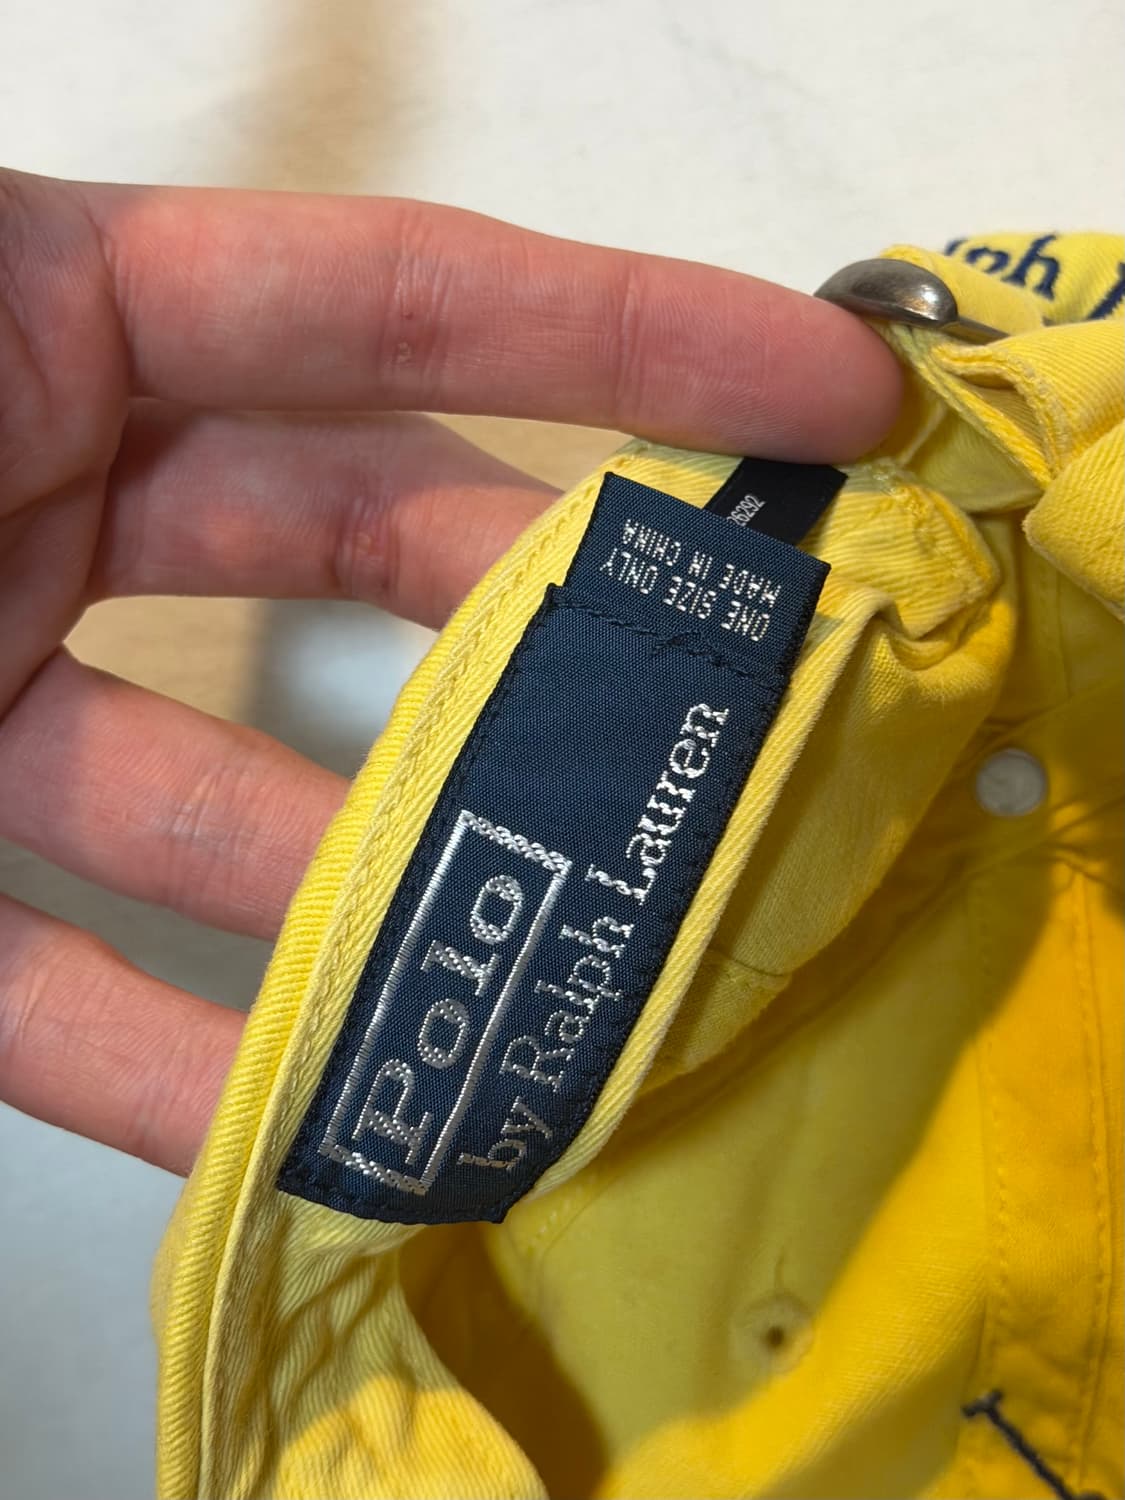 Polo
by Ralph Lauren
ONE SIZE ONLY
MADE IN CHINA